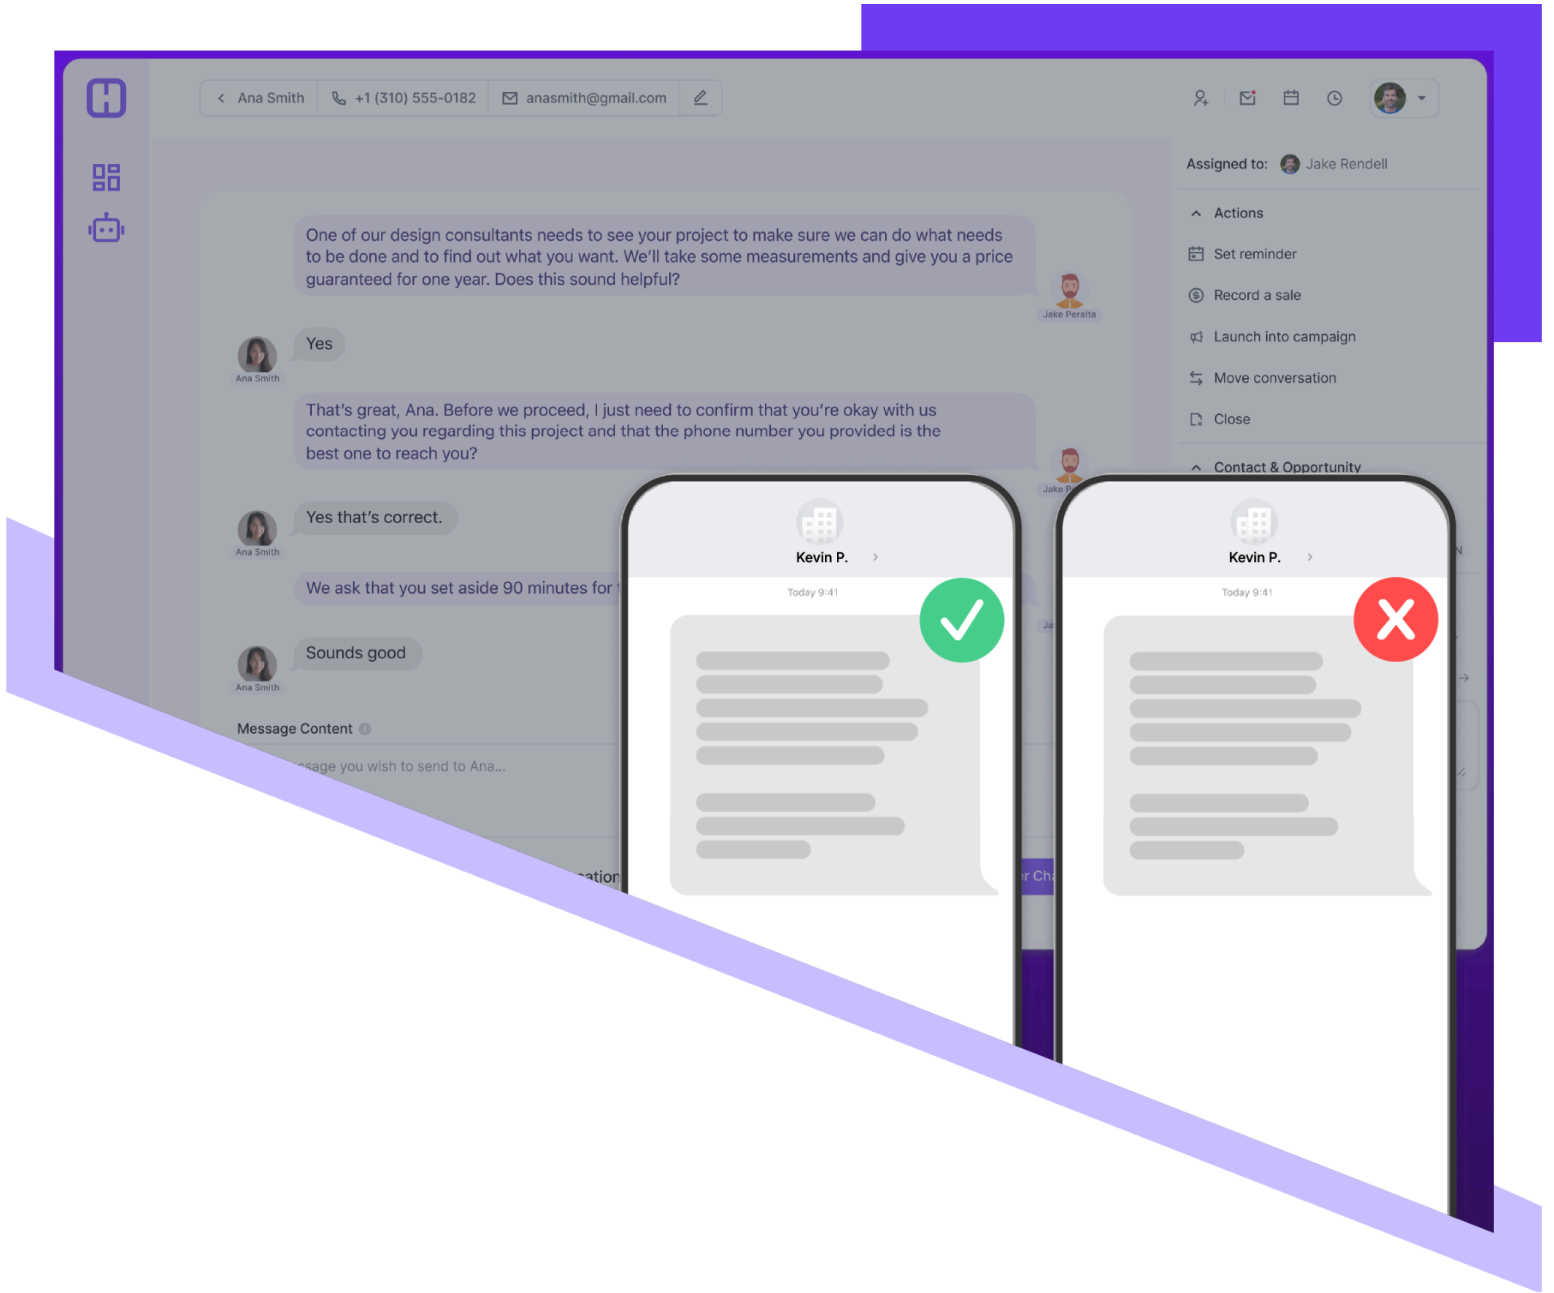 Ana Smith
+1 (310) 555-0182
anasmith@gmail.com
Assigned to: Jake Rendell
Actions
Set reminder
Record a sale
Launch into campaign
Move conversation
Close
Contact & Opportunity
One of our design consultants needs to see your project to make sure we can do what needs
to be done and to find out what you want. We'll take some measurements and give you a price
guaranteed for one year. Does this sound helpful?
Jake Peralta
Yes
Ana Smith
That's great, Ana. Before we proceed, I just need to confirm that you're okay with us
contacting you regarding this project and that the phone number you provided is the
best one to reach you?
Jake
Yes that's correct.
Ana Smith
We ask that you set aside 90 minutes for
Sounds good
Ana Smith
Message Content
you wish to send to Ana...
Kevin P.
Today 9:41
Kevin P.
Today 9:41